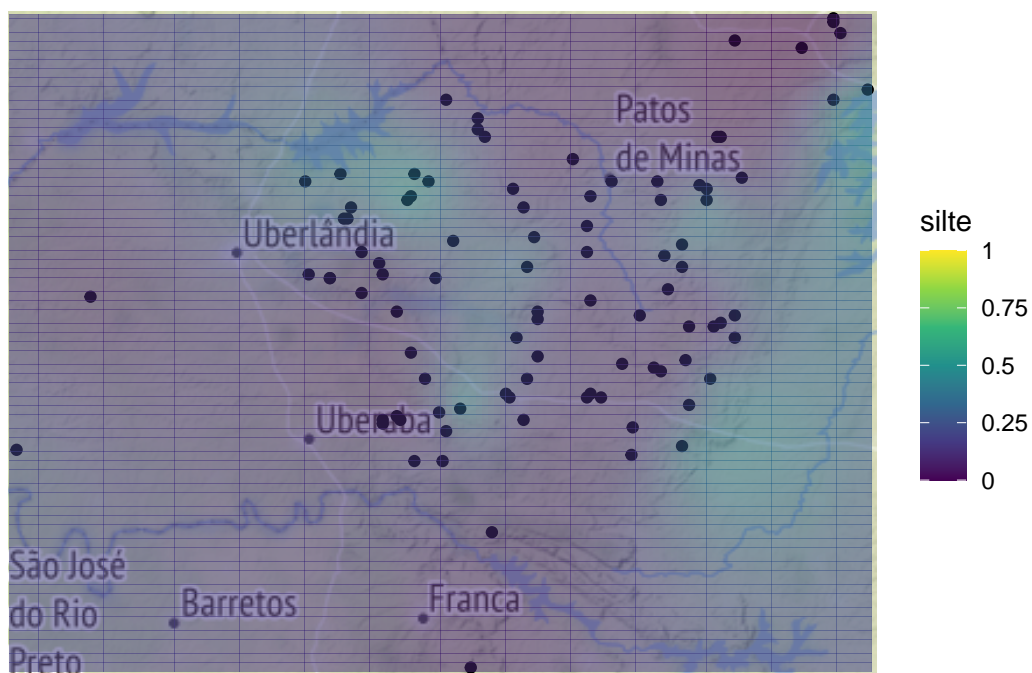 Patos
de Minas
Uberlândia
Uberaba
São José
do Rio
Preto
Barretos
Franca
silte
1
0.75
0.5
0.25
0